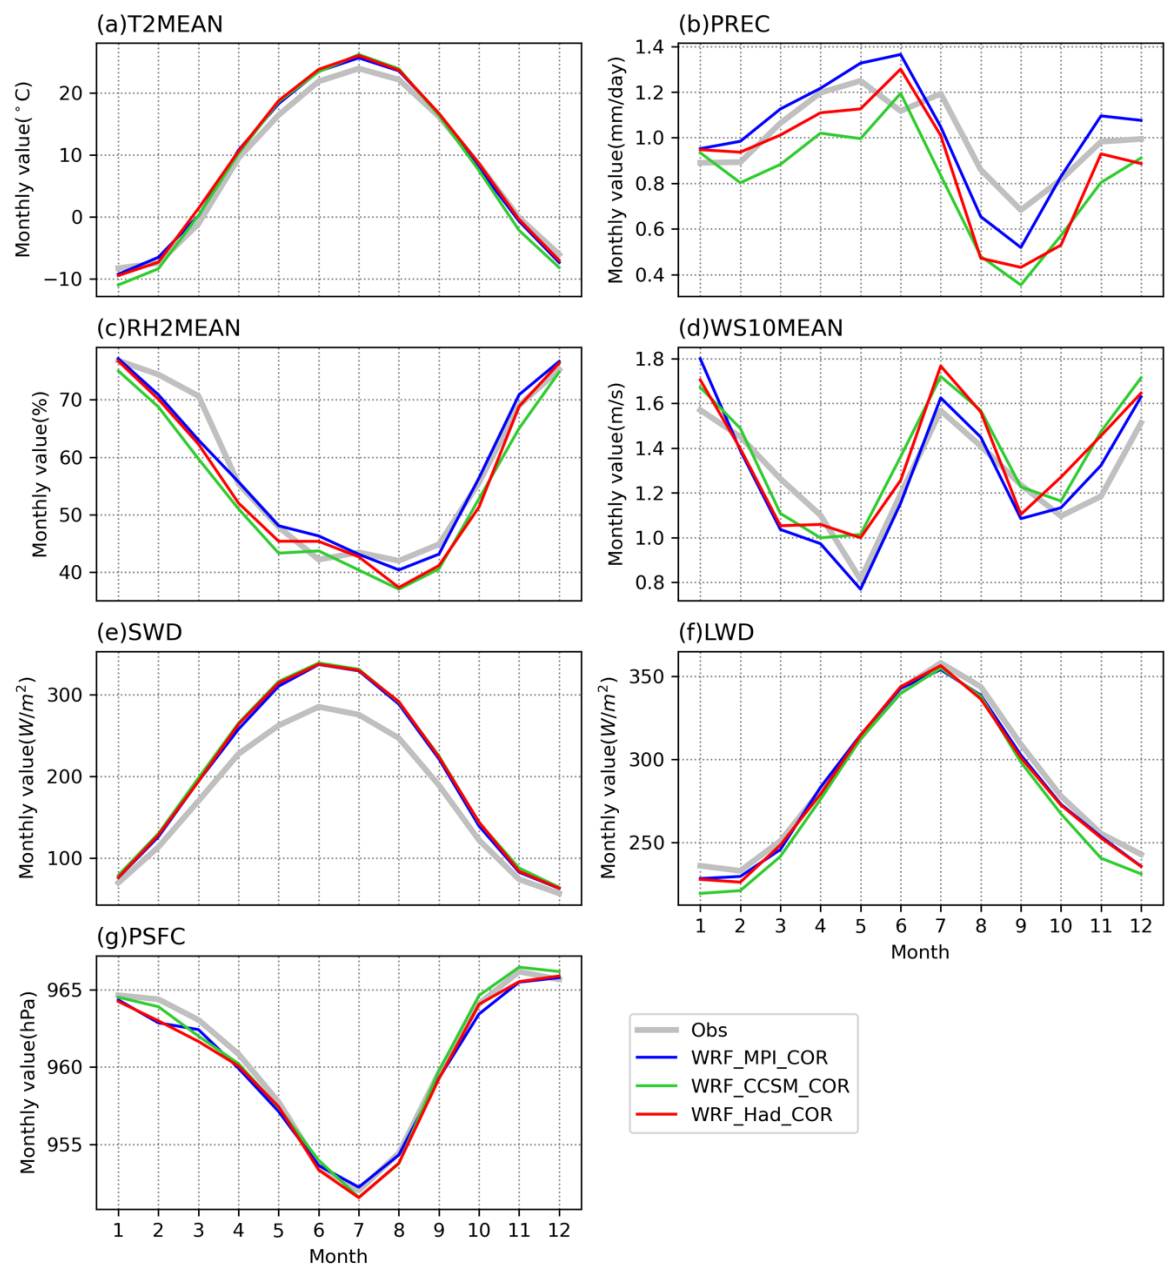 (a)T2MEAN
Monthly value( °C)
20
10
0
−10
(b)PREC
Monthly value(mm/day)
1.4
1.2
1.0
0.8
0.6
0.4
(c)RH2MEAN
Monthly value(%)
70
60
50
40
(d)WS10MEAN
Monthly value(m/s)
1.8
1.6
1.4
1.2
1.0
0.8
(e)SWD
Monthly value(W/m²)
300
200
100
(f)LWD
Monthly value(W/m²)
350
300
250
1 2 3 4 5 6 7 8 9 10 11 12
Month
(g)PSFC
Monthly value(hPa)
965
960
955
1 2 3 4 5 6 7 8 9 10 11 12
Month
Obs
WRF_MPI_COR
WRF_CCSM_COR
WRF_Had_COR